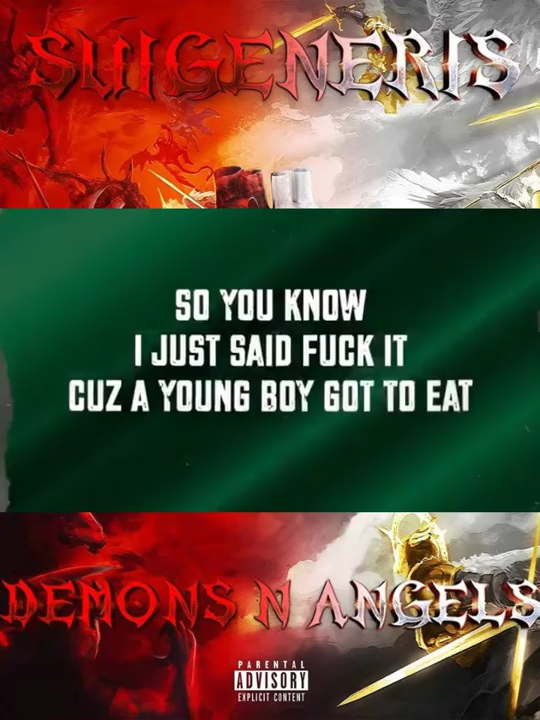 SUIGENERIS
SO YOU KNOW
I JUST SAID FUCK IT
CUZ A YOUNG BOY GOT TO EAT
DEMONS N ANGELS
PARENTAL
ADVISORY
EXPLICIT CONTENT